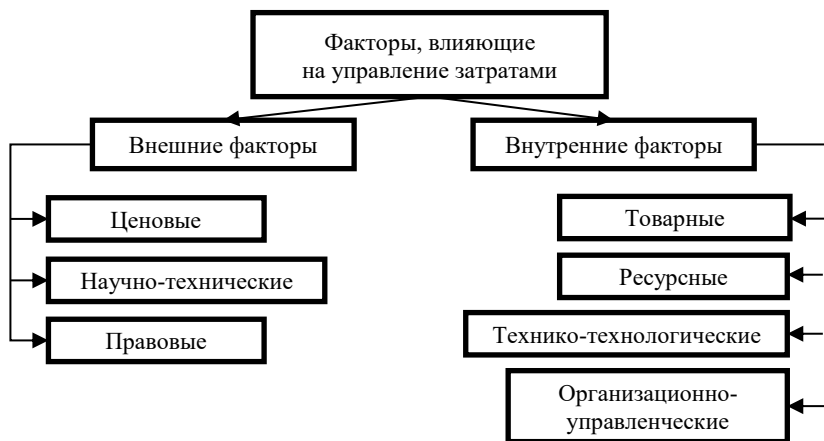 Факторы, влияющие
на управление затратами
Внешние факторы
Внутренние факторы
Ценовые
Научно-технические
Правовые
Товарные
Ресурсные
Технико-технологические
Организационно-
управленческие